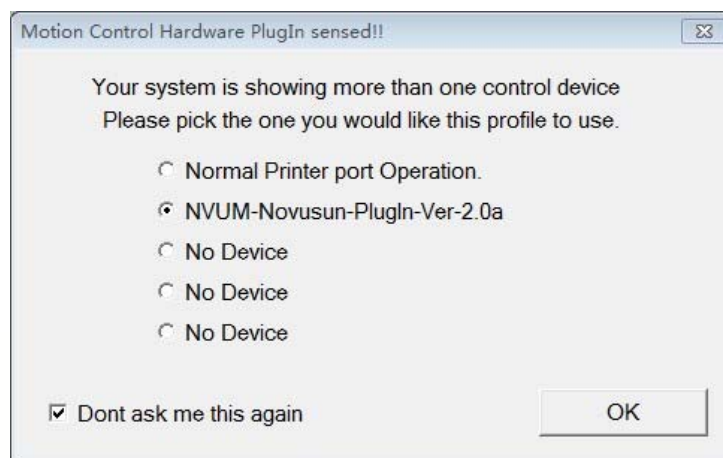 Motion Control Hardware PlugIn sensed!!
Your system is showing more than one control device
Please pick the one you would like this profile to use.
Normal Printer port Operation.
NVUM-Novusun-PlugIn-Ver-2.0a
No Device
No Device
No Device
Dont ask me this again
OK